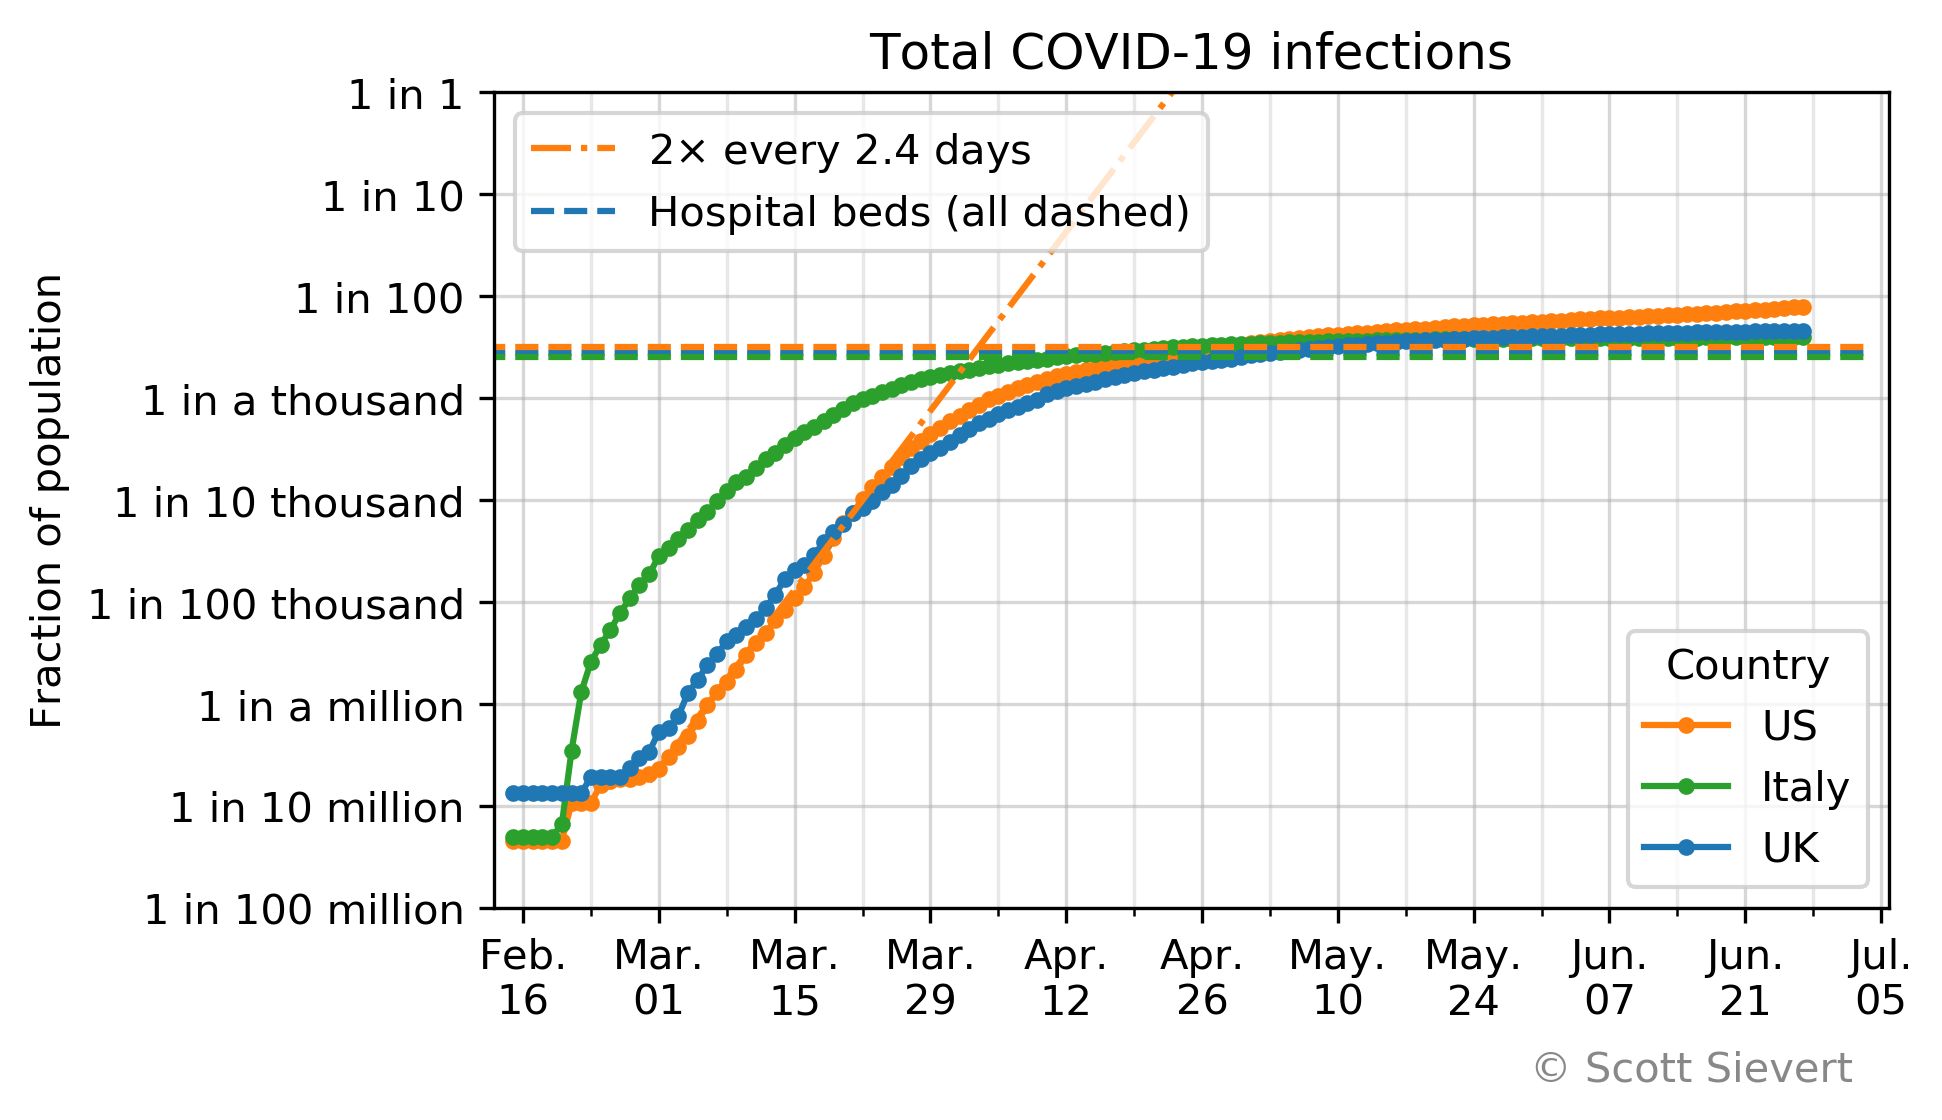 Total COVID-19 infections
1 in 1
1 in 10
1 in 100
1 in a thousand
1 in 10 thousand
1 in 100 thousand
1 in a million
1 in 10 million
1 in 100 million
Fraction of population
2× every 2.4 days
Hospital beds (all dashed)
Country
US
Italy
UK
Feb. Mar. Mar. Mar. Apr. Apr. May. May. Jun. Jun. Jul.
16 01 15 29 12 26 10 24 07 21 05
© Scott Sievert